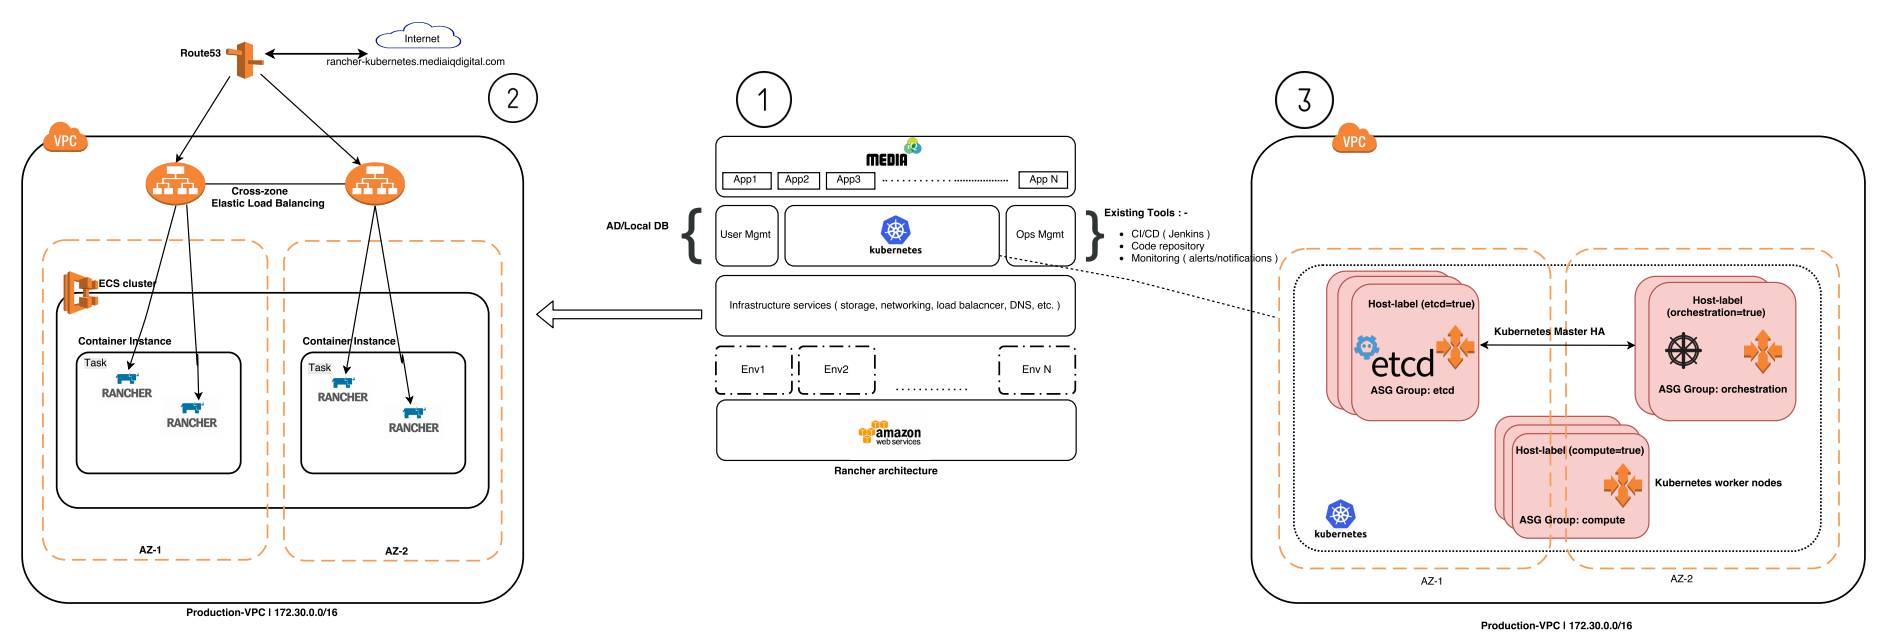 Route53
Internet
rancher-kubernetes.mediaiqdigital.com
2
VPC
Cross-zone
Elastic Load Balancing
ECS cluster
Container Instance
Task
RANCHER
RANCHER
Container Instance
Task
RANCHER
RANCHER
AZ-1
AZ-2
Production-VPC | 172.30.0.0/16
1
MEDIA iQ
App1
App2
App3
App N
AD/Local DB
User Mgmt
kubernetes
Ops Mgmt
Existing Tools : -
CI/CD ( Jenkins )
Code repository
Monitoring ( alerts/notifications )
Infrastructure services ( storage, networking, load balacncer, DNS, etc. )
Env1
Env2
Env N
amazon
web services
Rancher architecture
3
VPC
Host-label (etcd=true)
etcd
ASG Group: etcd
Kubernetes Master HA
Host-label
(orchestration=true)
ASG Group: orchestration
Host-label (compute=true)
ASG Group: compute
Kubernetes worker nodes
kubernetes
AZ-1
AZ-2
Production-VPC | 172.30.0.0/16